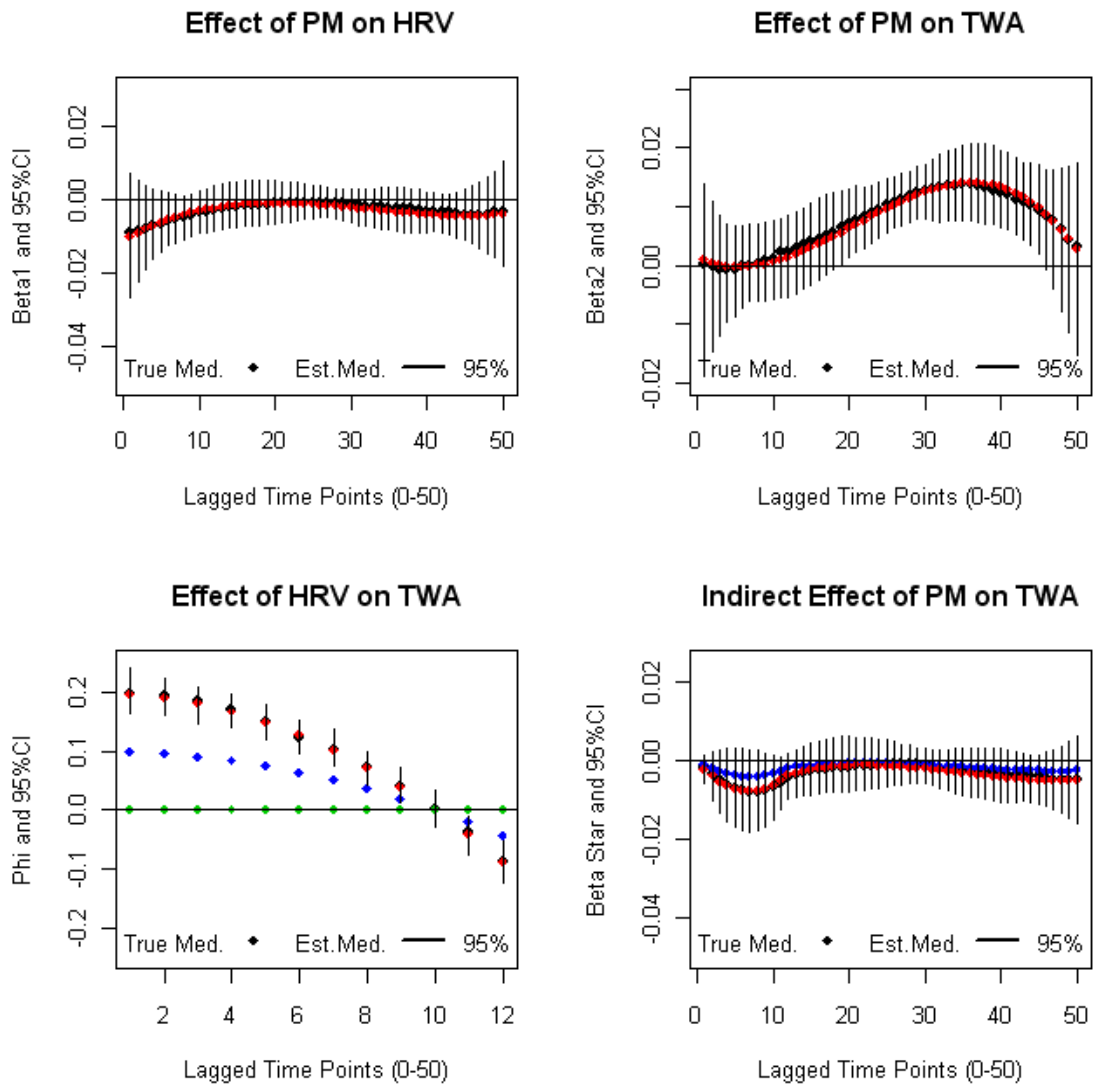 Effect of PM on HRV
Beta1 and 95%CI
0.02
0.00
-0.02
-0.04
True Med. Est.Med. 95%
0 10 20 30 40 50
Lagged Time Points (0-50)
Effect of PM on TWA
Beta2 and 95%CI
0.02
0.00
-0.02
True Med. Est.Med. 95%
0 10 20 30 40 50
Lagged Time Points (0-50)
Effect of HRV on TWA
Phi and 95%CI
0.2
0.1
0.0
-0.1
-0.2
True Med. Est.Med. 95%
2 4 6 8 10 12
Lagged Time Points (0-50)
Indirect Effect of PM on TWA
Beta Star and 95%CI
0.02
0.00
-0.02
-0.04
True Med. Est.Med. 95%
0 10 20 30 40 50
Lagged Time Points (0-50)